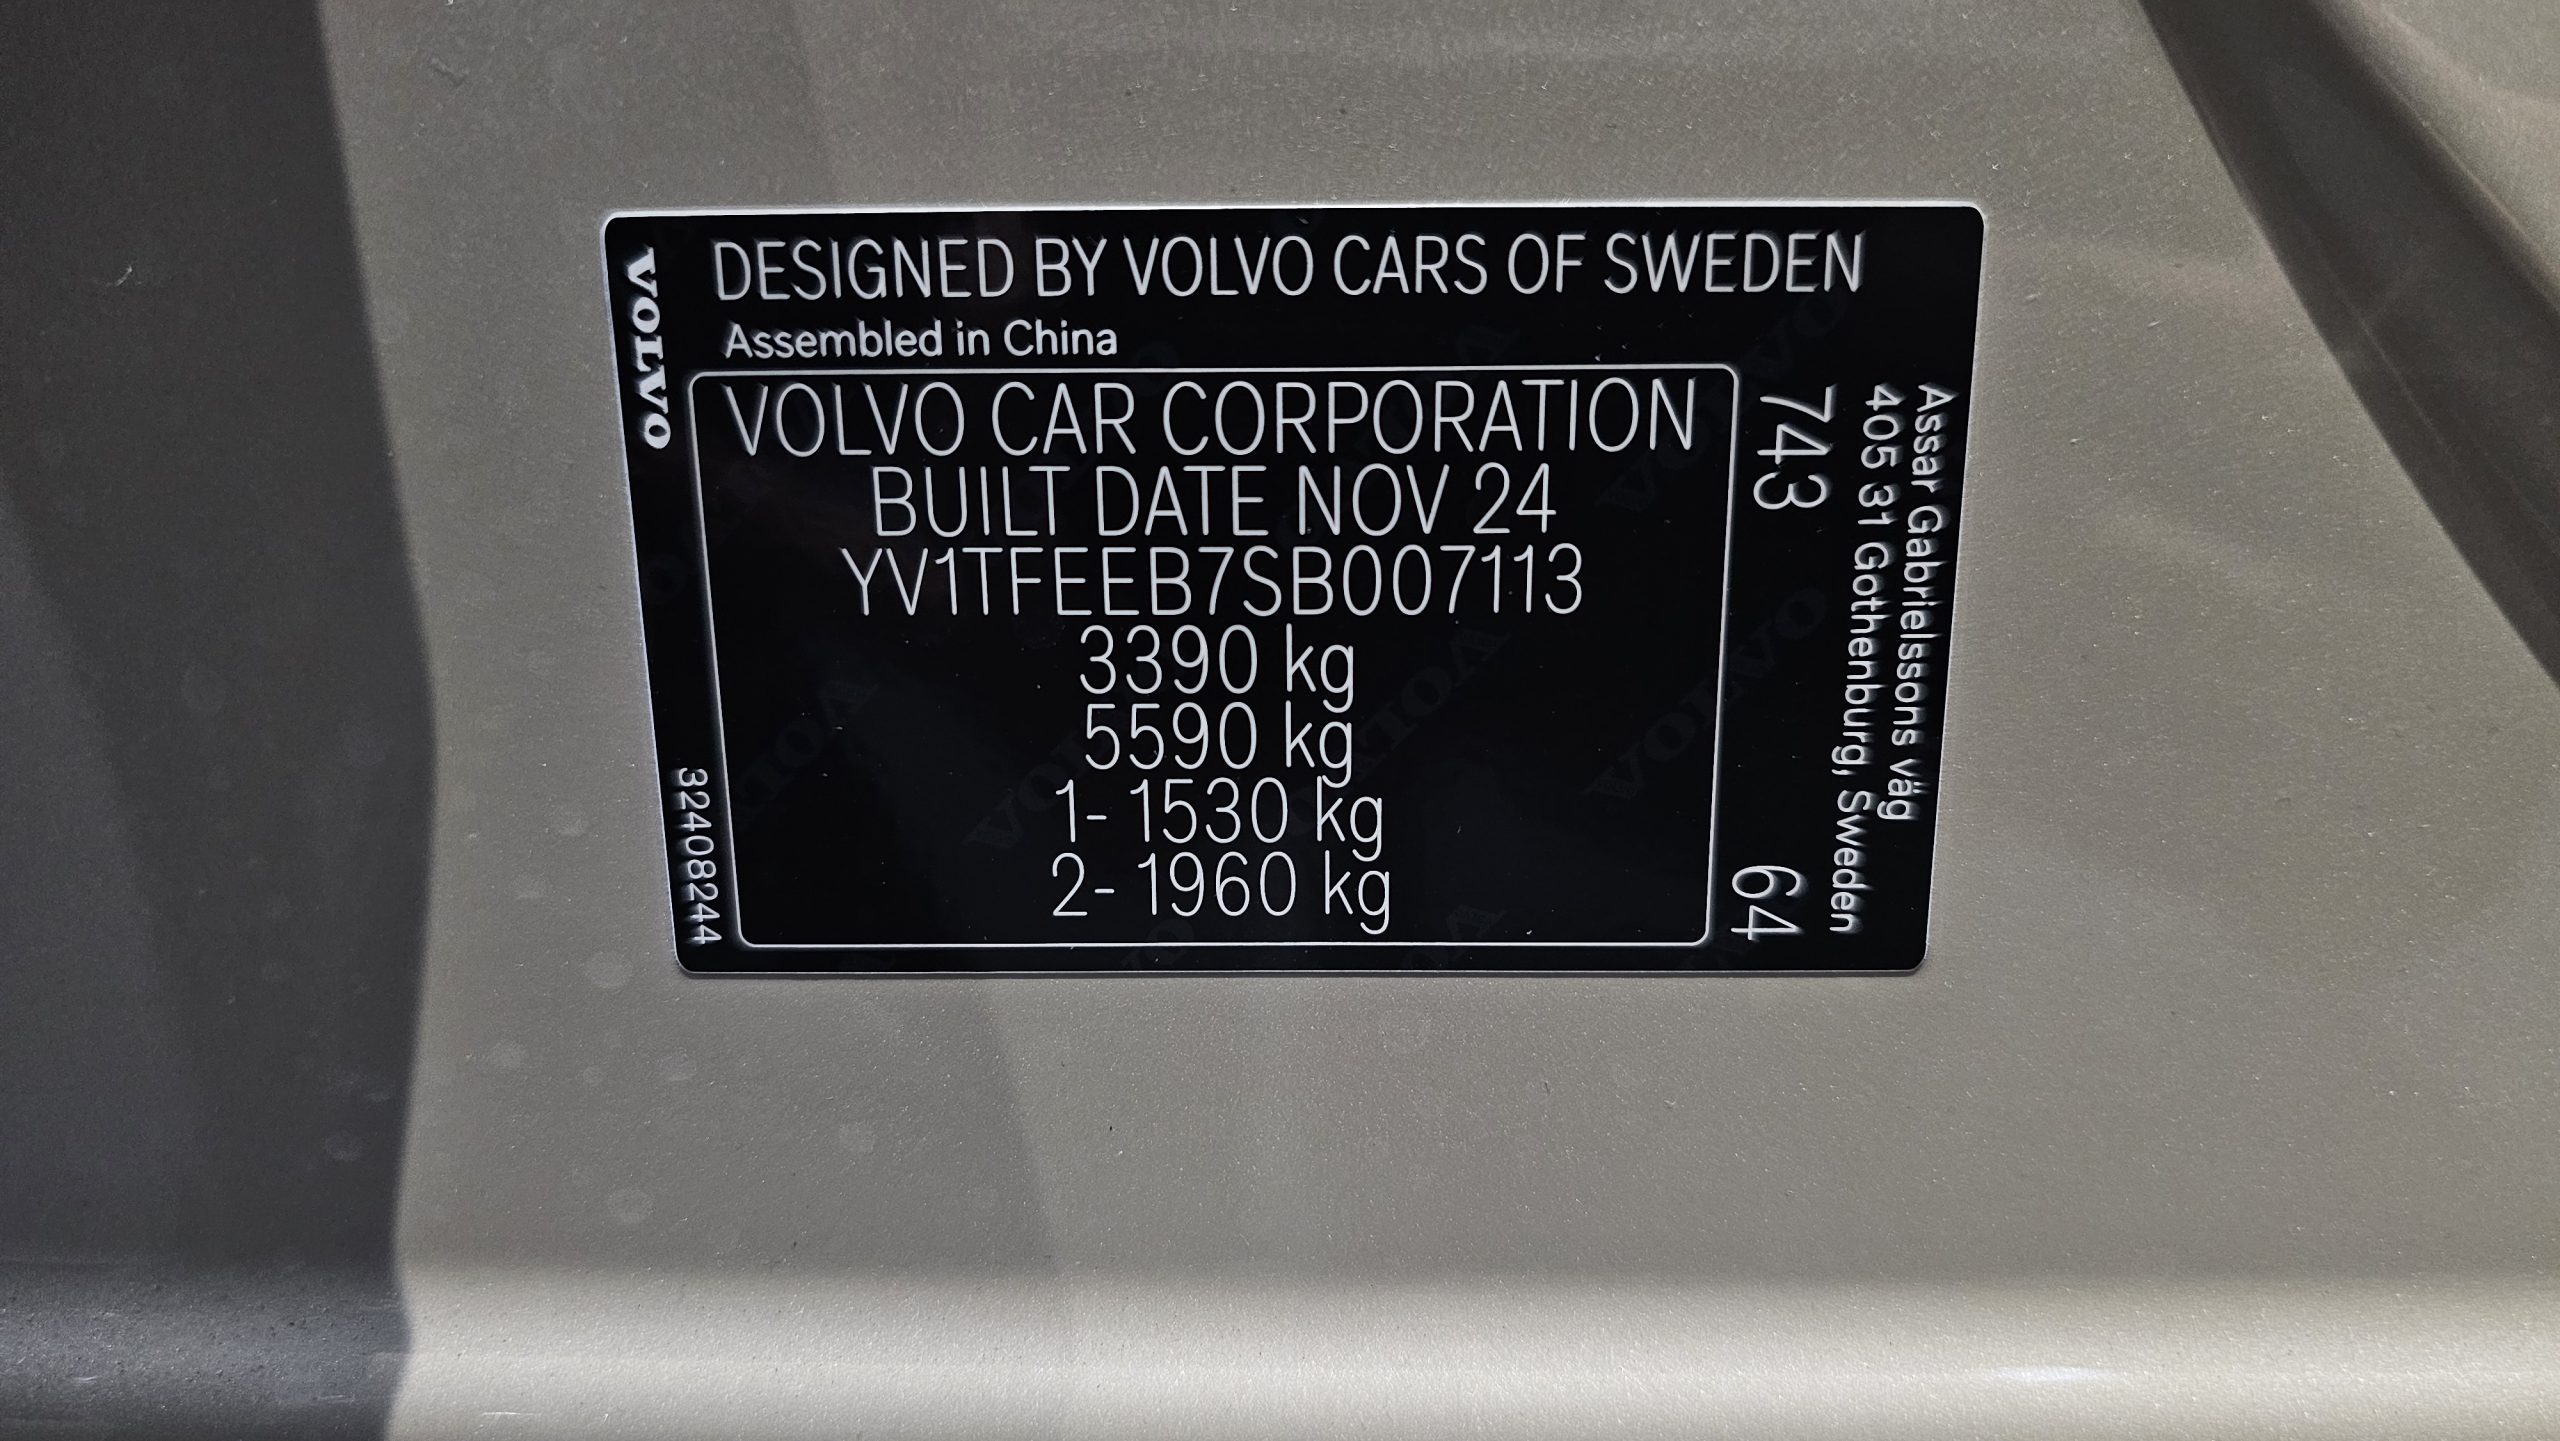 VOLVO
DESIGNED BY VOLVO CARS OF SWEDEN
Assembled in China
VOLVO CAR CORPORATION
BUILT DATE NOV 24
YV1TFEEB7SB007113
3390 kg
5590 kg
1- 1530 kg
2- 1960 kg
32408244
743
64
Assar Gabrielssons väg
405 31 Gothenburg, Sweden